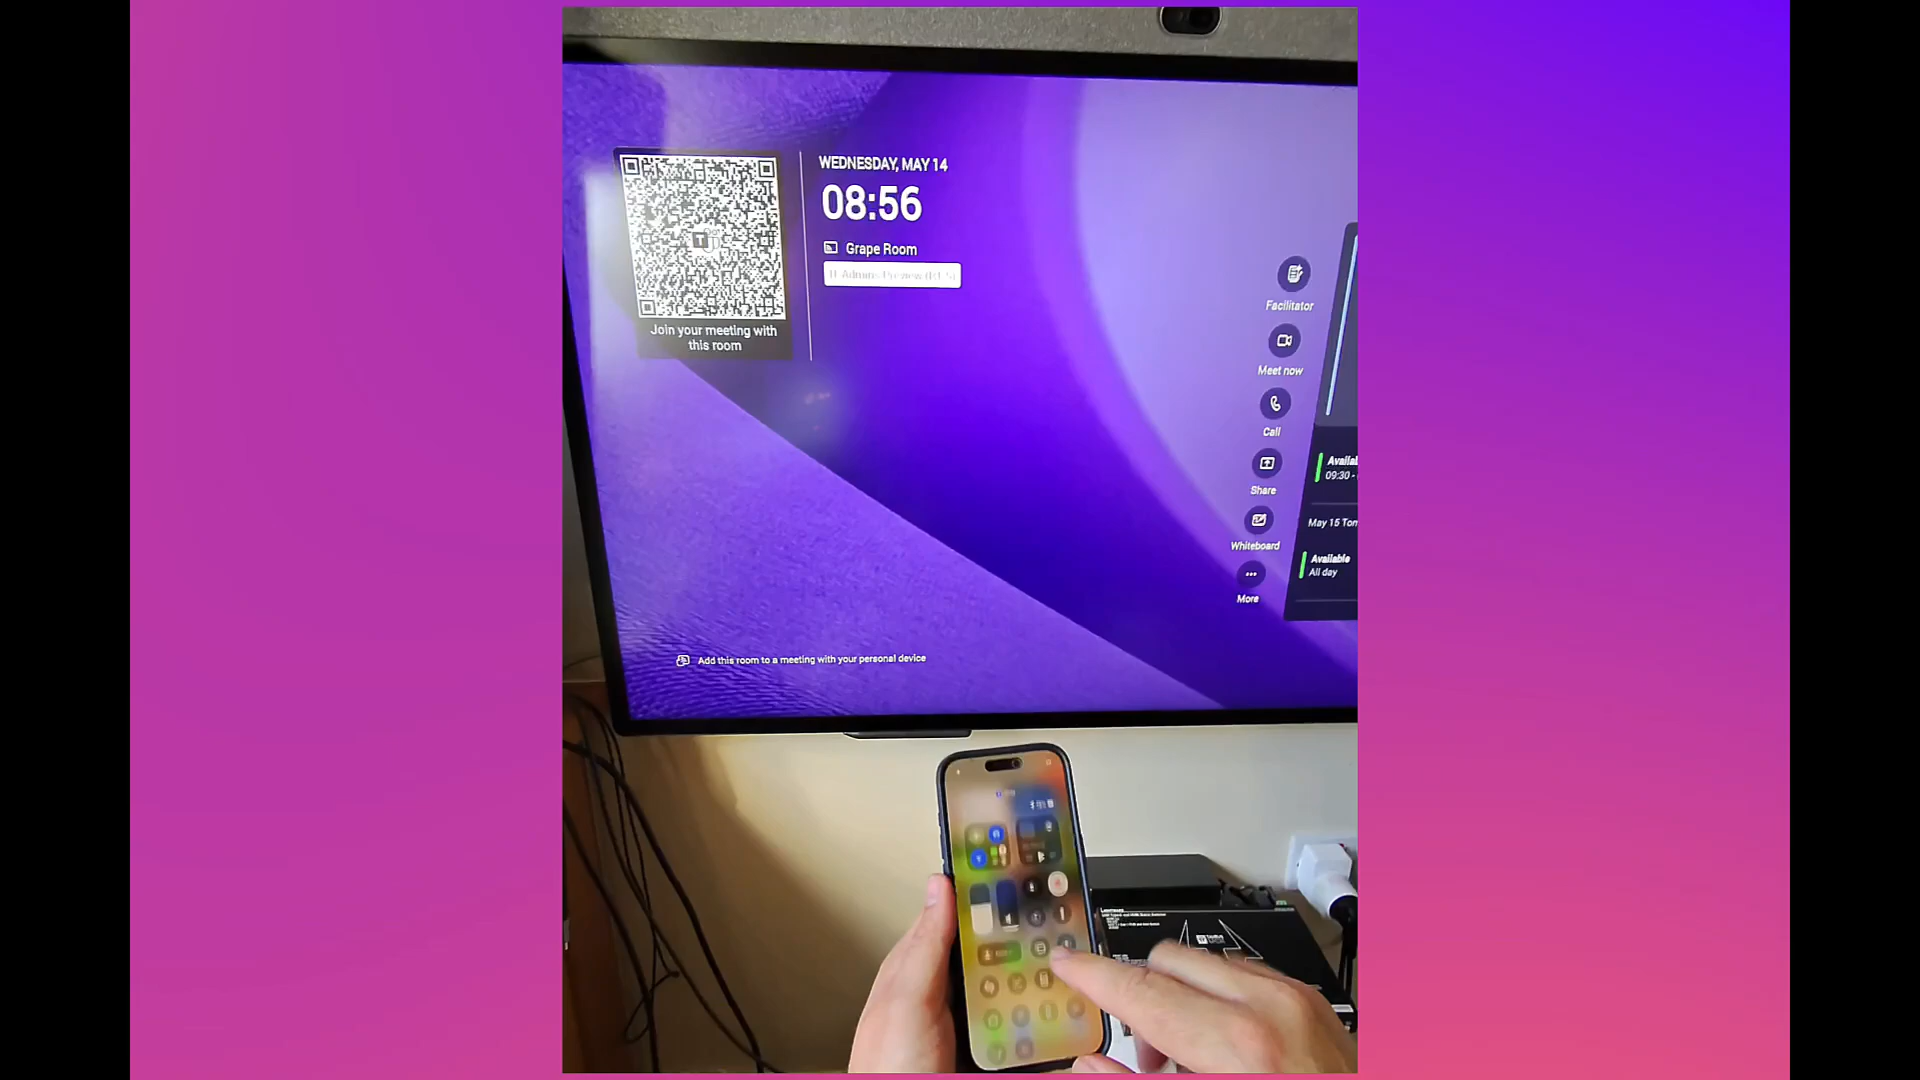 WEDNESDAY, MAY 14
08:56
Grape Room
Join your meeting with
this room
Facilitator
Meet now
Call
Share
Whiteboard
More
09:30 -
May 15
Available
All day
Add this room to a meeting with your personal device